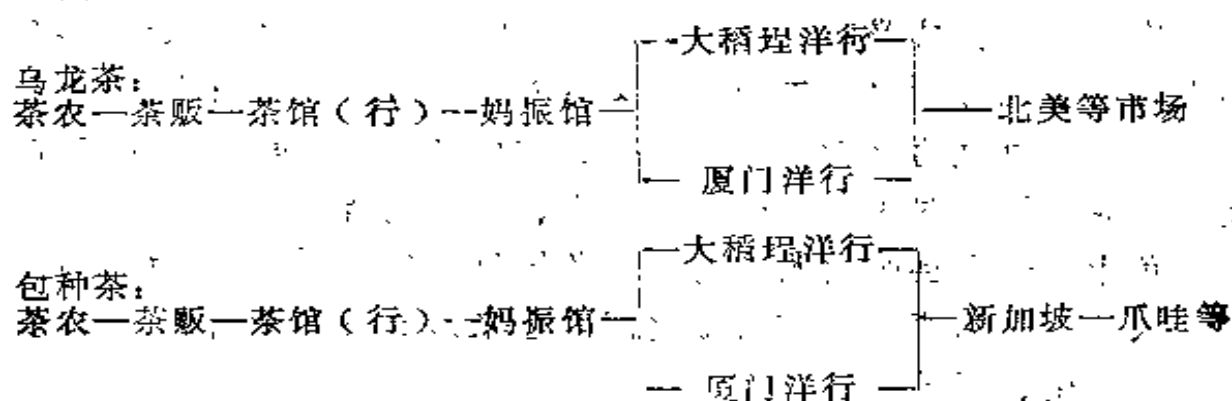 大稻埕洋行
乌龙茶：
茶农—茶贩—茶馆（行）--妈振馆— —北美等市场
厦门洋行
大稻埕洋行
包种茶：
茶农—茶贩—茶馆（行）--妈振馆— —新加坡—爪哇等
厦门洋行